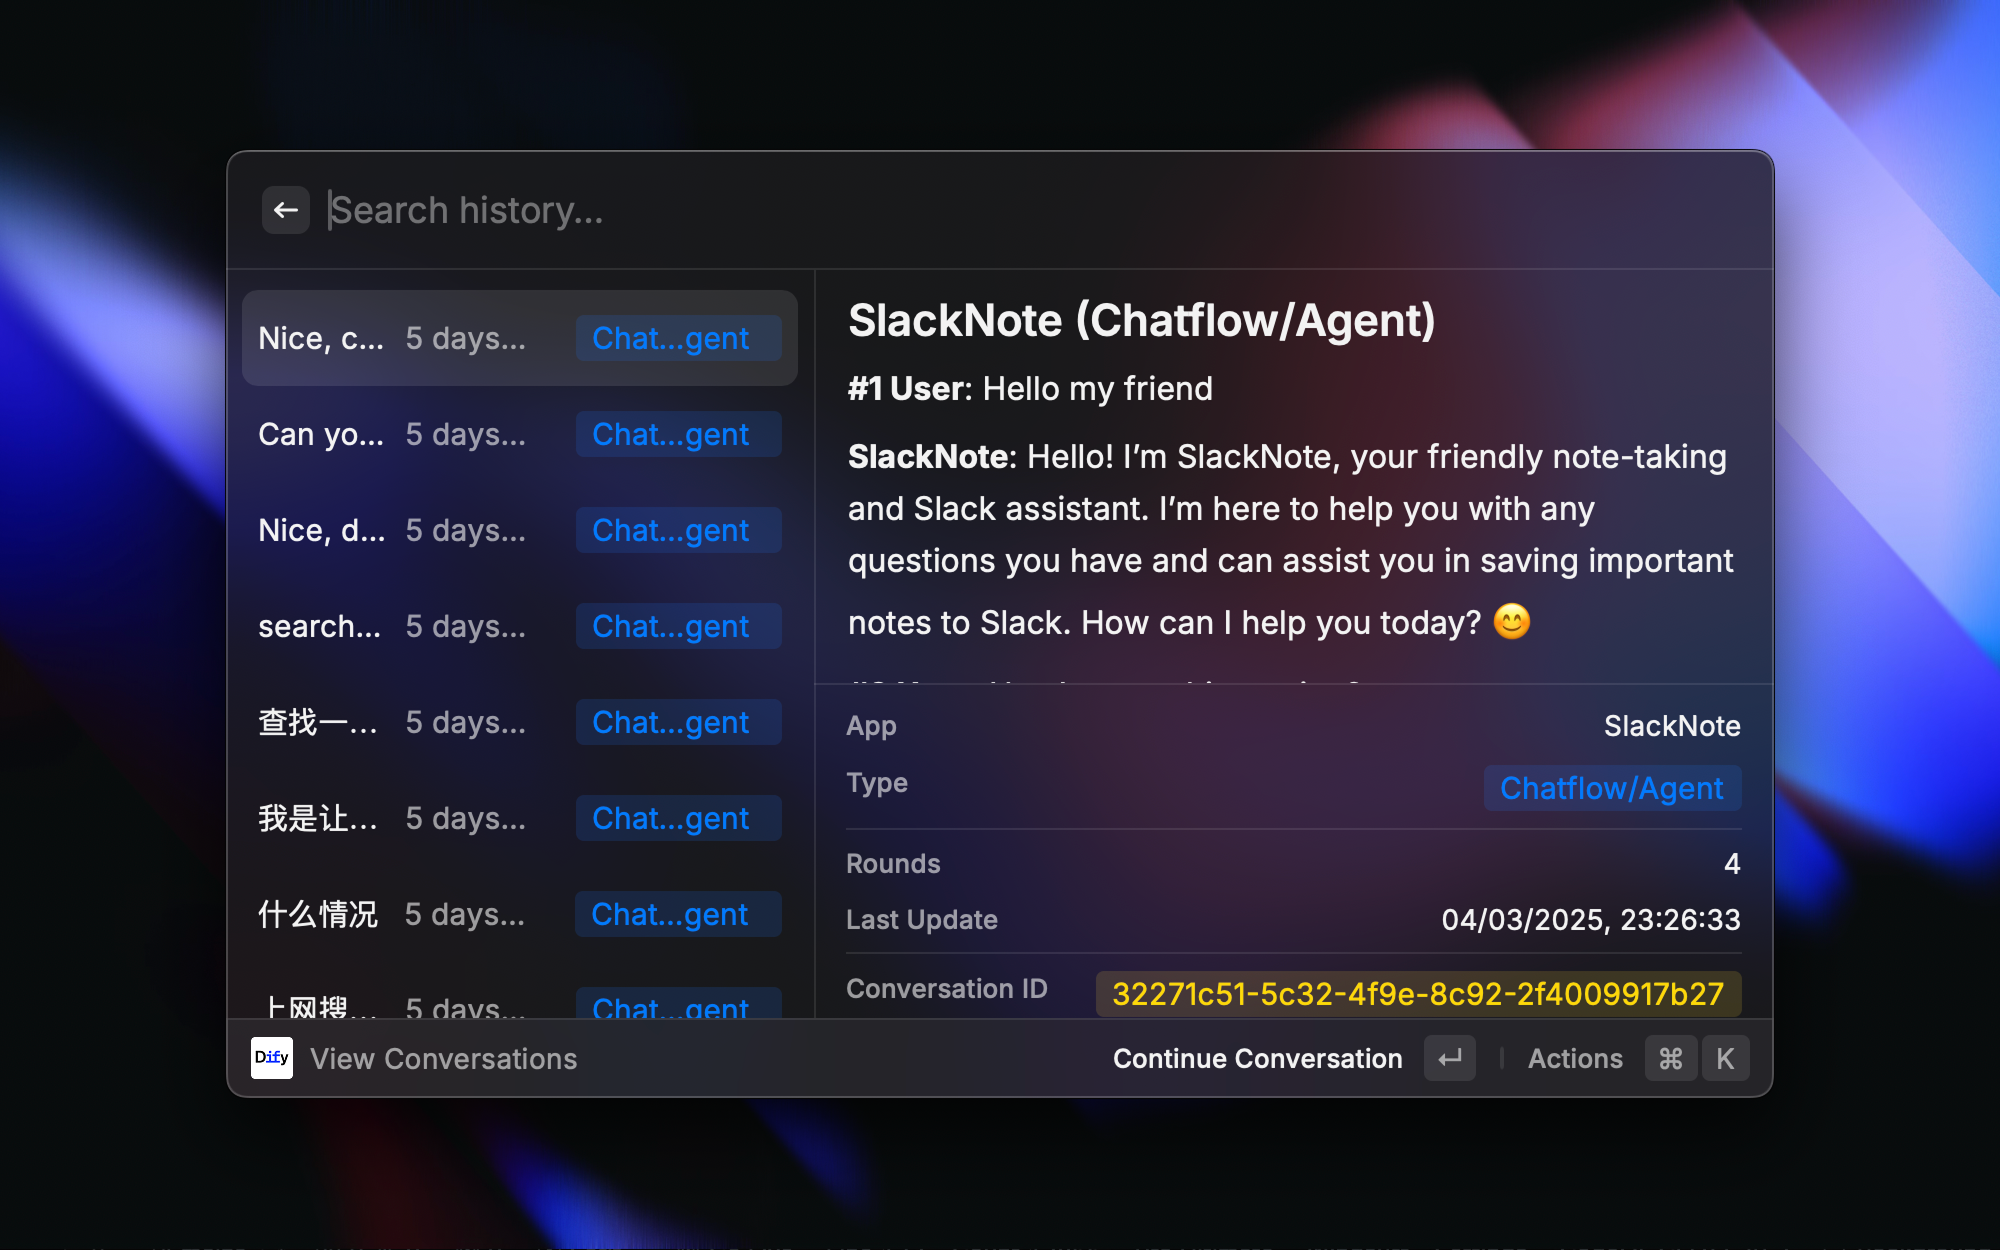 Search history...
Nice, c... 5 days... Chat...gent
Can yo... 5 days... Chat...gent
Nice, d... 5 days... Chat...gent
search... 5 days... Chat...gent
查找一... 5 days... Chat...gent
我是让... 5 days... Chat...gent
什么情况 5 days... Chat...gent
上网搜... 5 days... Chat...gent
SlackNote (Chatflow/Agent)
#1 User: Hello my friend
SlackNote: Hello! I’m SlackNote, your friendly note-taking
and Slack assistant. I’m here to help you with any
questions you have and can assist you in saving important
notes to Slack. How can I help you today? 😊
App SlackNote
Type Chatflow/Agent
Rounds 4
Last Update 04/03/2025, 23:26:33
Conversation ID 32271c51-5c32-4f9e-8c92-2f4009917b27
Dify View Conversations
Continue Conversation ↵ | Actions ⌘ K